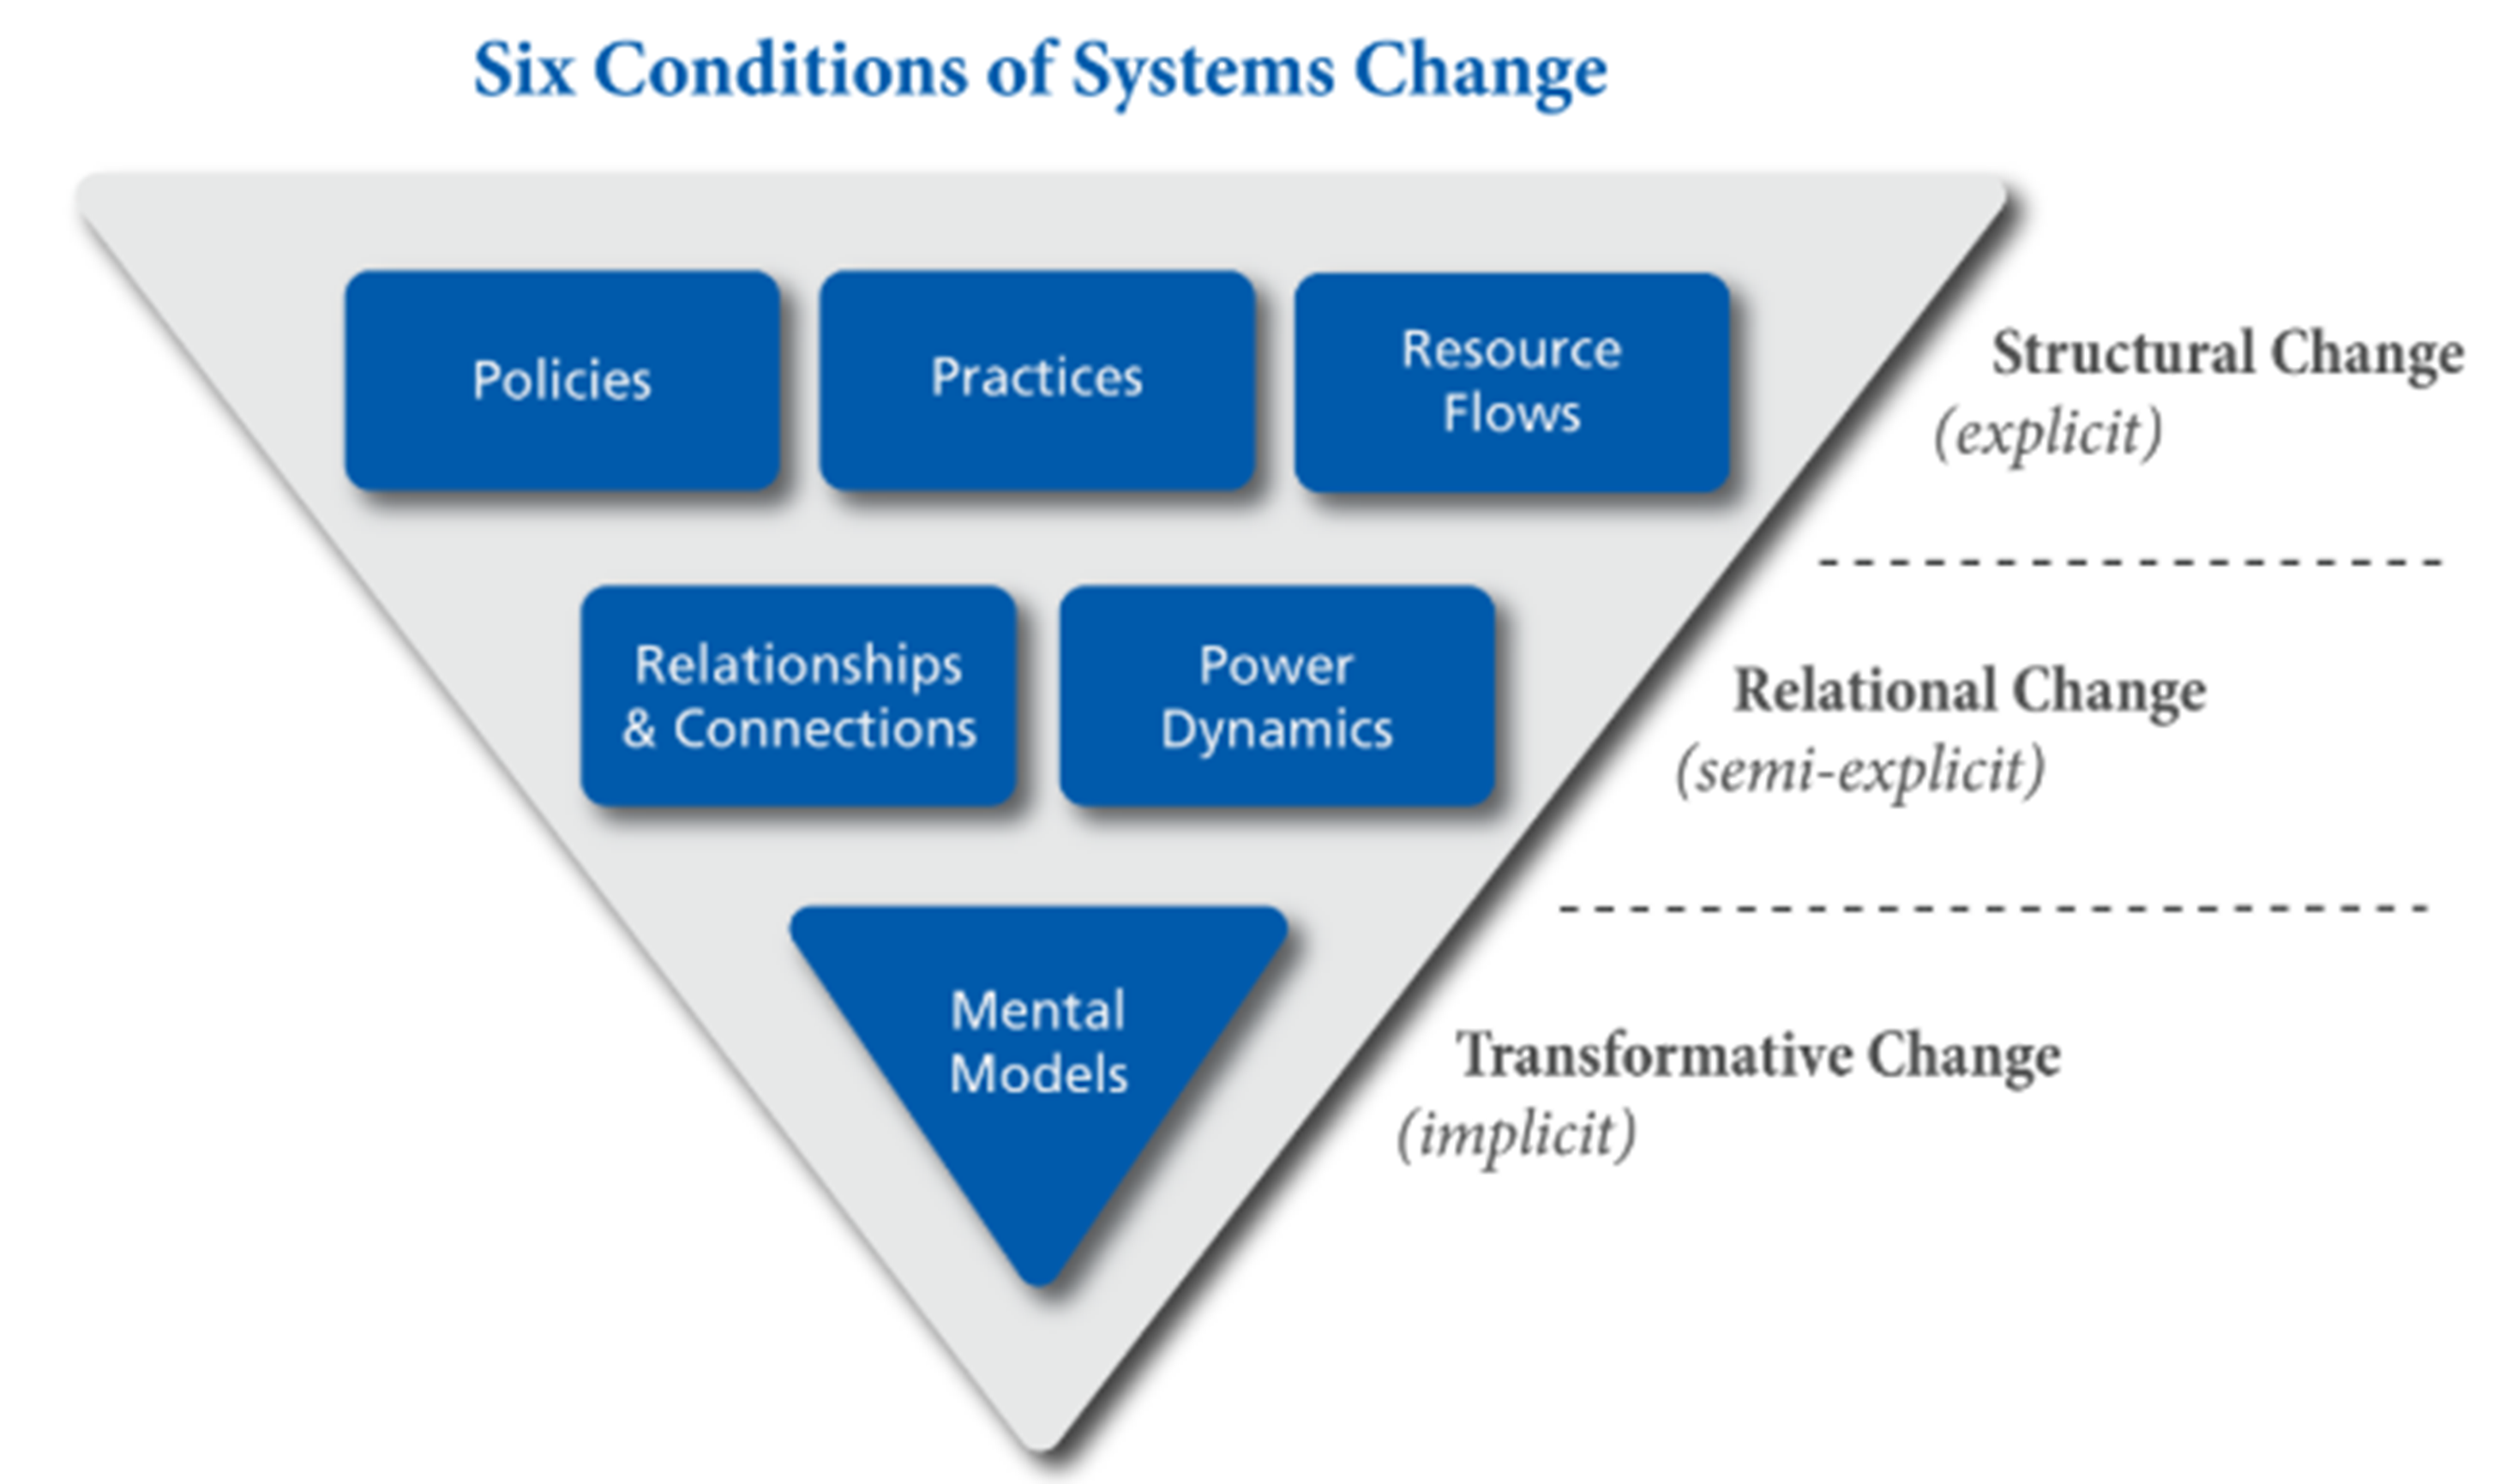 Six Conditions of Systems Change
Policies
Practices
Resource
Flows
Structural Change
(explicit)
Relationships
& Connections
Power
Dynamics
Relational Change
(semi-explicit)
Mental
Models
Transformative Change
(implicit)